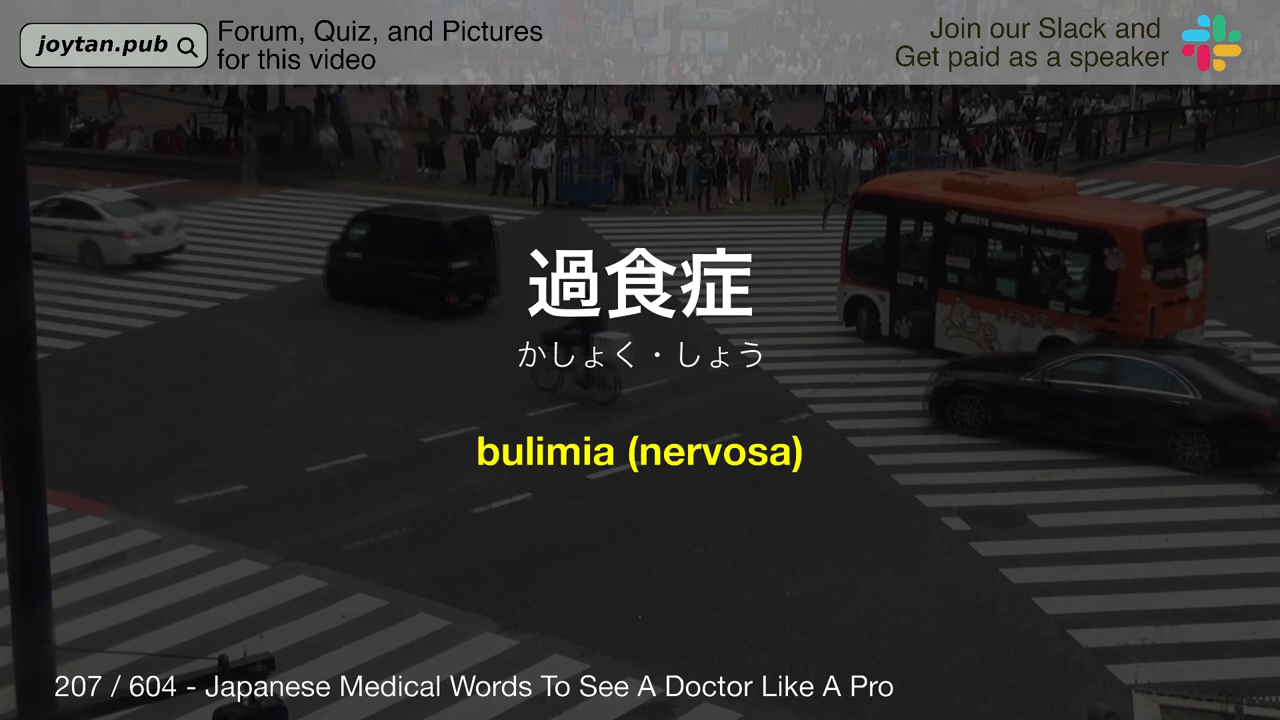 joytan.pub
Forum, Quiz, and Pictures
for this video
Join our Slack and
Get paid as a speaker
過食症
かしょく・しょう
bulimia (nervosa)
207 / 604 - Japanese Medical Words To See A Doctor Like A Pro